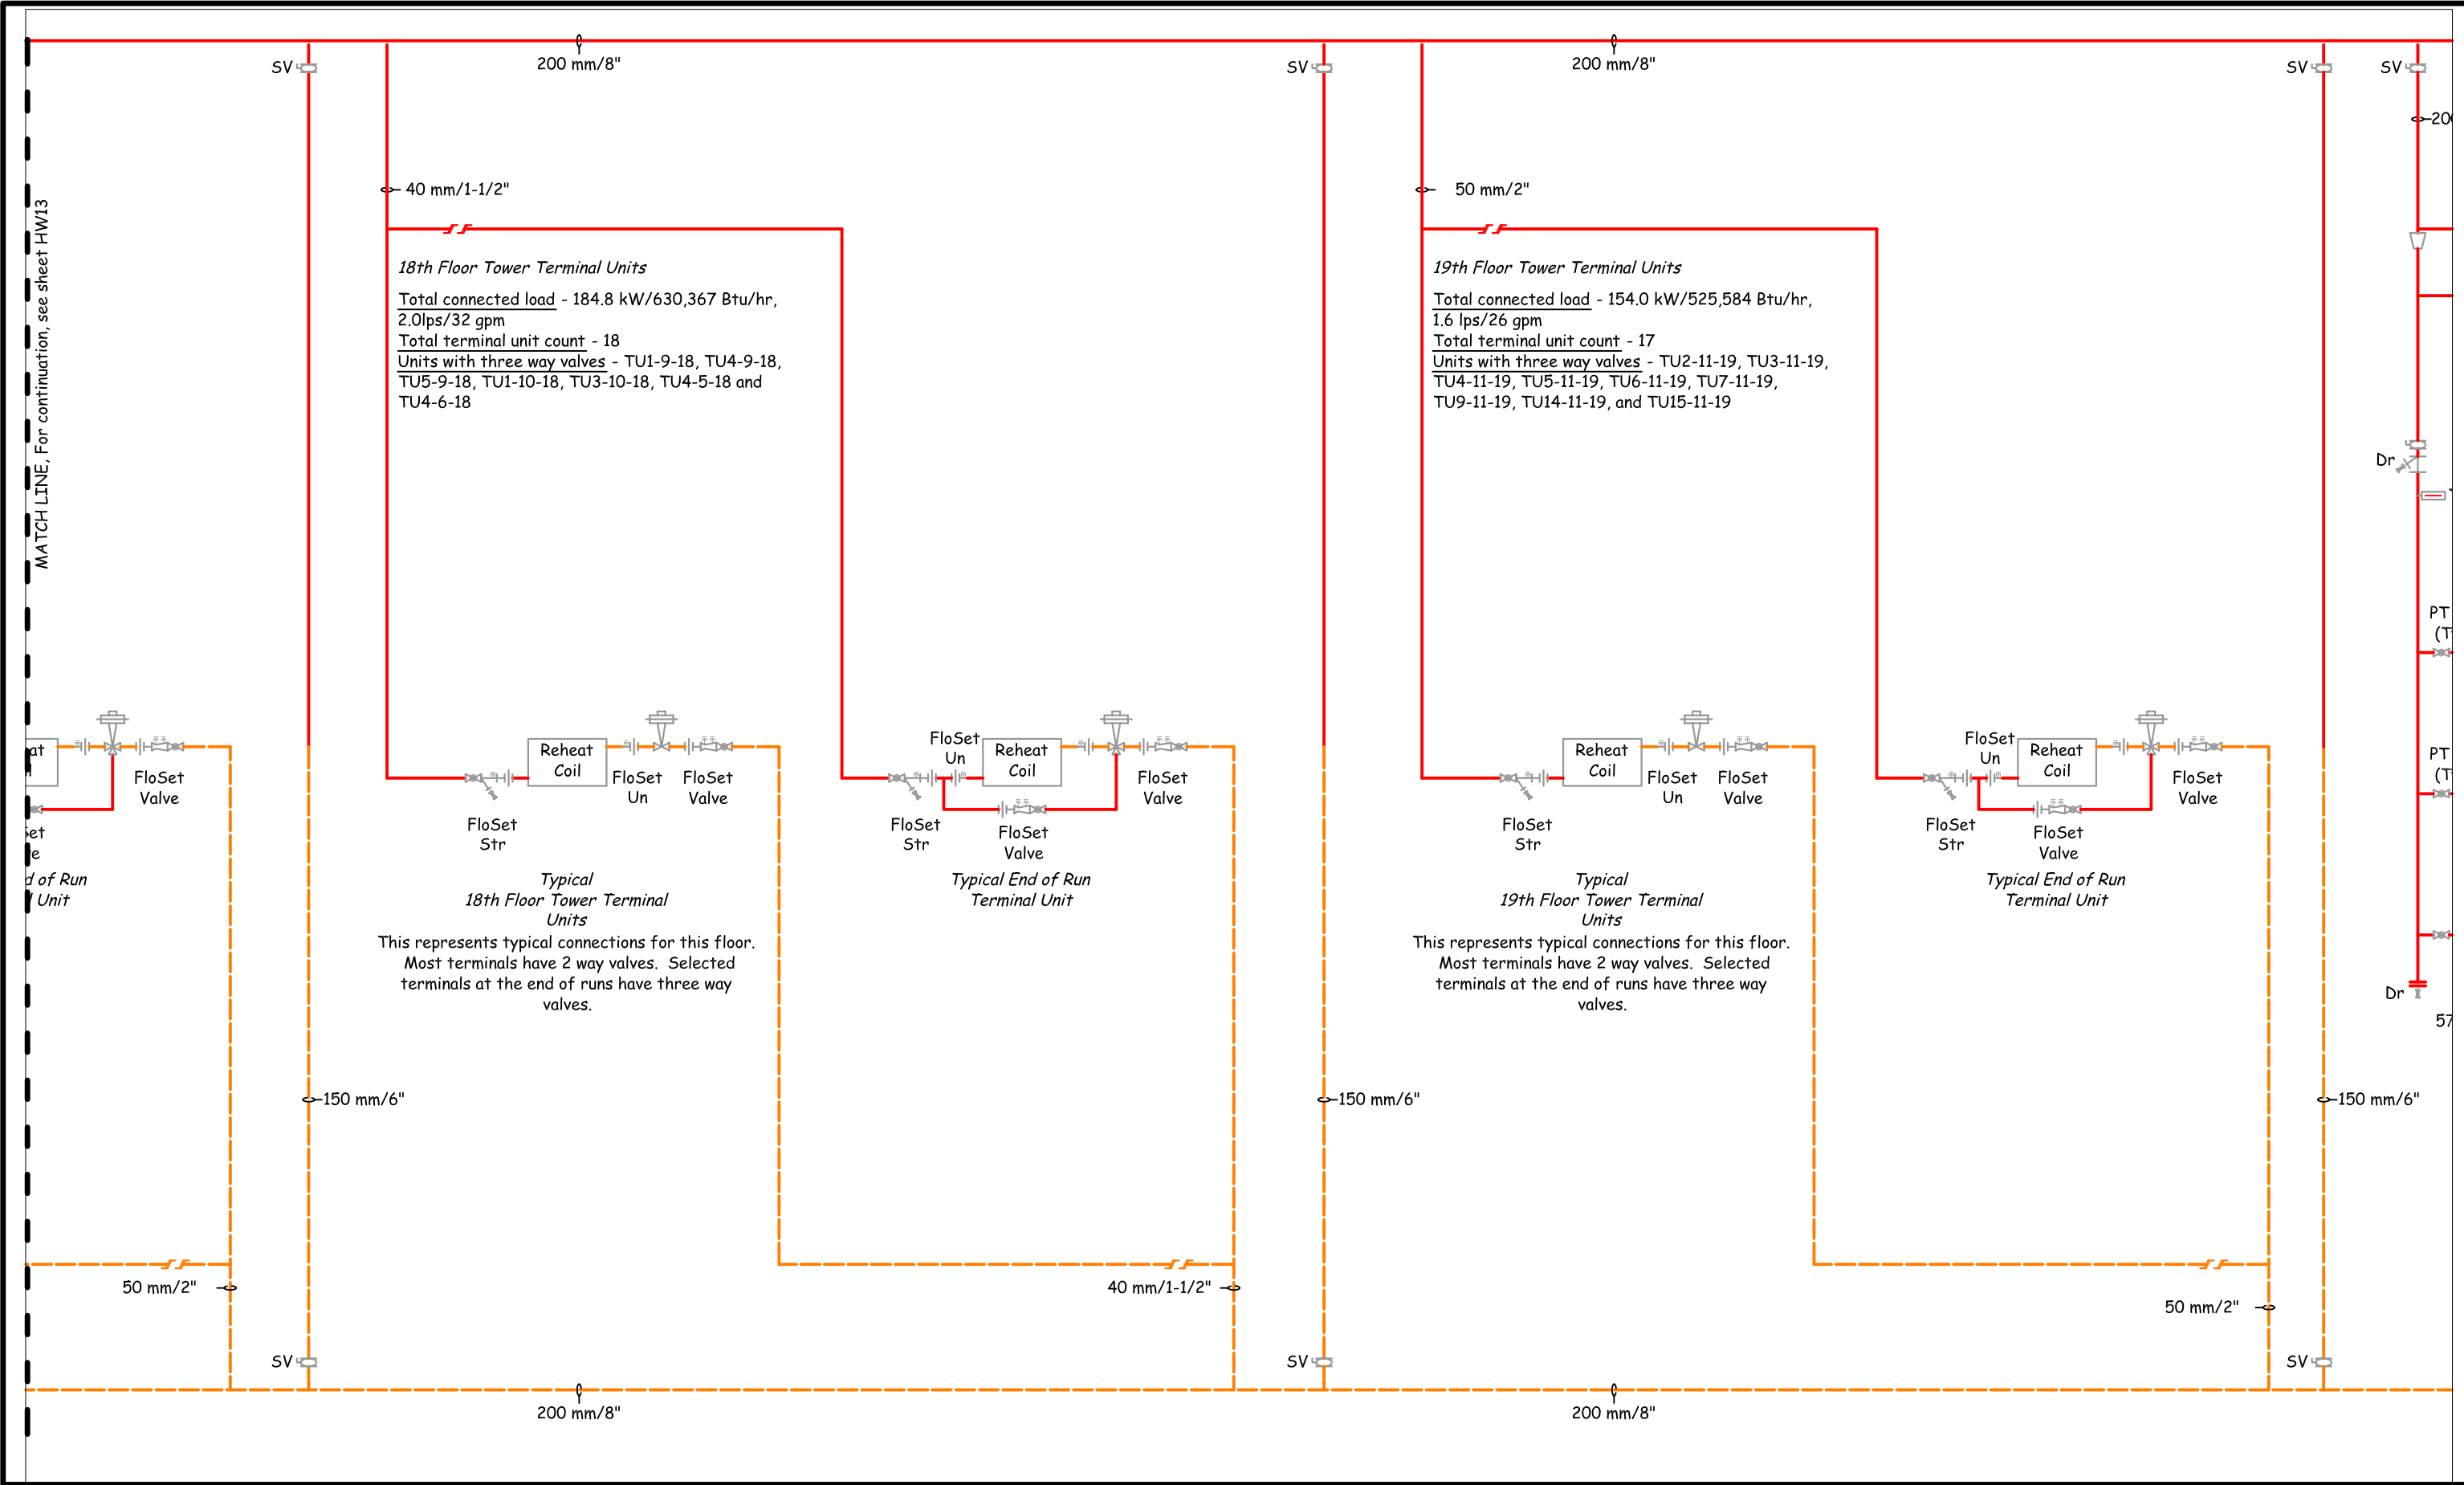 SV
200 mm/8"
SV
200 mm/8"
SV
SV
MATCH LINE, For continuation, see sheet HW13
40 mm/1-1/2"
50 mm/2"
18th Floor Tower Terminal Units
Total connected load - 184.8 kW/630,367 Btu/hr,
2.0lps/32 gpm
Total terminal unit count - 18
Units with three way valves - TU1-9-18, TU4-9-18,
TU5-9-18, TU1-10-18, TU3-10-18, TU4-5-18 and
TU4-6-18
19th Floor Tower Terminal Units
Total connected load - 154.0 kW/525,584 Btu/hr,
1.6 lps/26 gpm
Total terminal unit count - 17
Units with three way valves - TU2-11-19, TU3-11-19,
TU4-11-19, TU5-11-19, TU6-11-19, TU7-11-19,
TU9-11-19, TU14-11-19, and TU15-11-19
Dr
PT
PT
FloSet
Valve
d of Run
Unit
Reheat
Coil
FloSet
Un
FloSet
Valve
FloSet
Str
FloSet
Un
Reheat
Coil
FloSet
Valve
FloSet
Str
FloSet
Valve
Reheat
Coil
FloSet
Un
FloSet
Valve
FloSet
Str
FloSet
Un
Reheat
Coil
FloSet
Valve
FloSet
Str
FloSet
Valve
Typical
18th Floor Tower Terminal
Units
This represents typical connections for this floor.
Most terminals have 2 way valves. Selected
terminals at the end of runs have three way
valves.
Typical End of Run
Terminal Unit
Typical
19th Floor Tower Terminal
Units
This represents typical connections for this floor.
Most terminals have 2 way valves. Selected
terminals at the end of runs have three way
valves.
Typical End of Run
Terminal Unit
Dr
57
150 mm/6"
150 mm/6"
150 mm/6"
50 mm/2"
40 mm/1-1/2"
50 mm/2"
SV
SV
SV
200 mm/8"
200 mm/8"